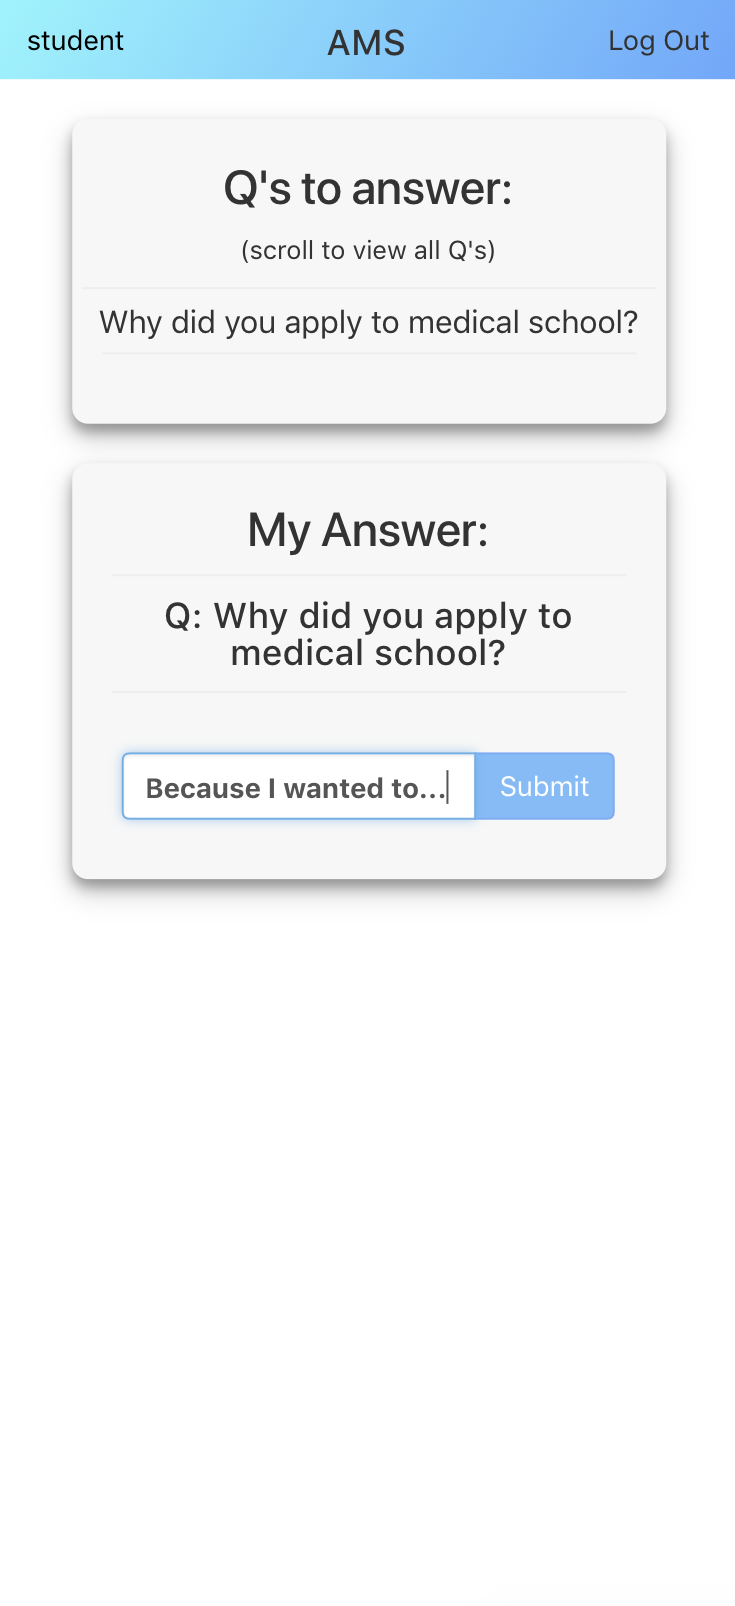 student AMS Log Out
Q's to answer:
(scroll to view all Q's)
Why did you apply to medical school?
My Answer:
Q: Why did you apply to
medical school?
Because I wanted to... Submit